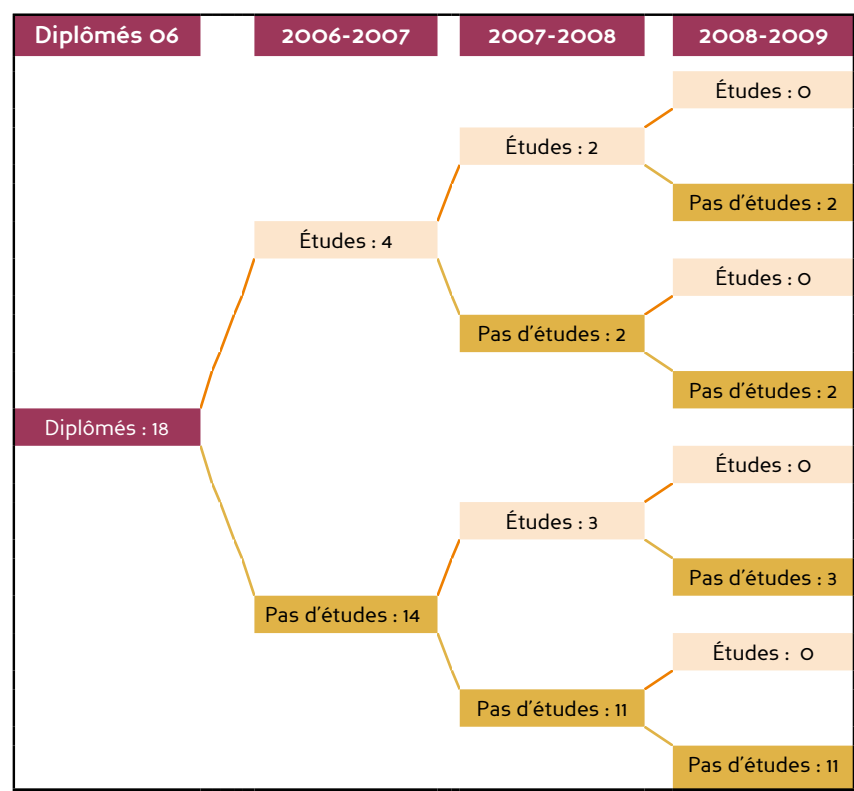 Diplômés 06 2006-2007 2007-2008 2008-2009
Études : 0
Études : 2
Pas d'études : 2
Études : 4
Études : 0
Pas d'études : 2
Pas d'études : 2
Diplômés : 18
Études : 0
Études : 3
Pas d'études : 3
Pas d'études : 14
Études : 0
Pas d'études : 11
Pas d'études : 11